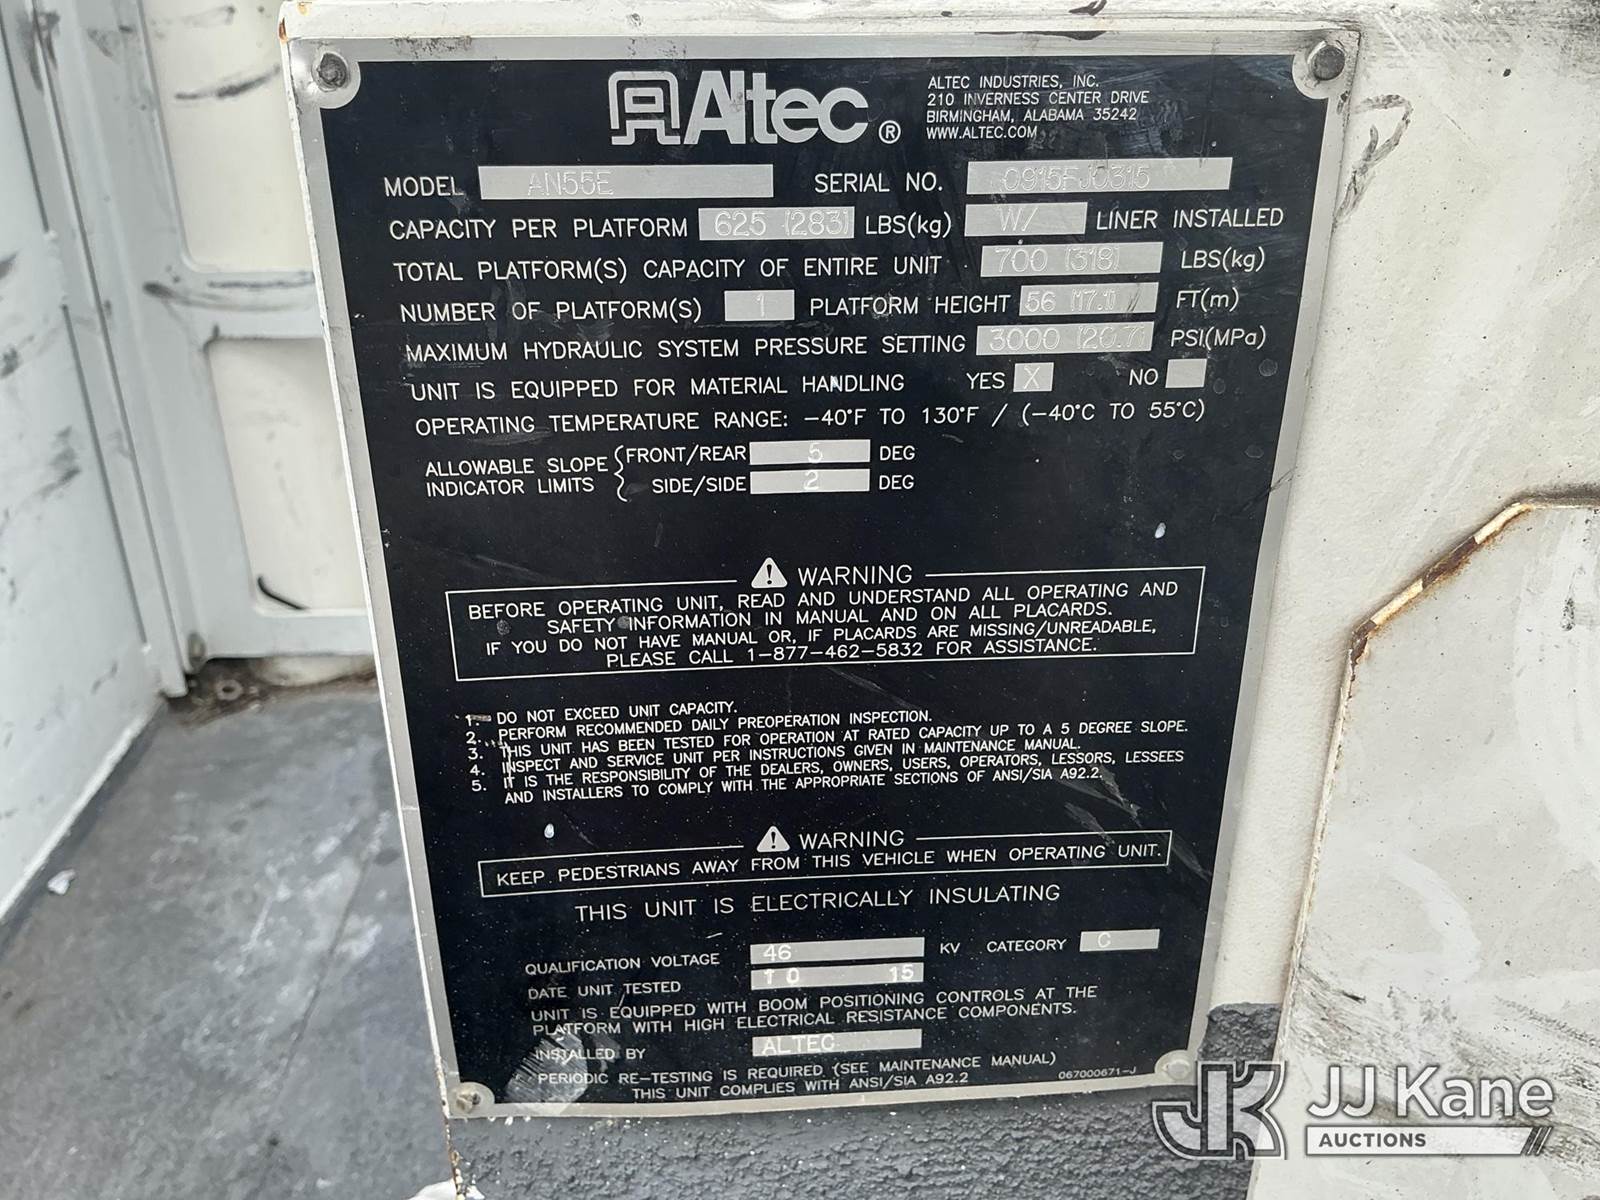 Altec®
ALTEC INDUSTRIES, INC.
210 INVERNESS CENTER DRIVE
BIRMINGHAM, ALABAMA 35242
WWW.ALTEC.COM
MODEL AN55E SERIAL NO. 0915FJ0315
CAPACITY PER PLATFORM 625 (283) LBS(kg) W/ LINER INSTALLED
TOTAL PLATFORM(S) CAPACITY OF ENTIRE UNIT 700 (318) LBS(kg)
NUMBER OF PLATFORM(S) 1 PLATFORM HEIGHT 56 (17.1) FT(m)
MAXIMUM HYDRAULIC SYSTEM PRESSURE SETTING 3000 (20.7) PSI(MPa)
UNIT IS EQUIPPED FOR MATERIAL HANDLING YES X NO
OPERATING TEMPERATURE RANGE: -40°F TO 130°F / (-40°C TO 55°C)
ALLOWABLE SLOPE INDICATOR LIMITS
FRONT/REAR 5 DEG
SIDE/SIDE 2 DEG
WARNING
BEFORE OPERATING UNIT, READ AND UNDERSTAND ALL OPERATING AND
SAFETY INFORMATION IN MANUAL AND ON ALL PLACARDS.
IF YOU DO NOT HAVE MANUAL OR, IF PLACARDS ARE MISSING/UNREADABLE,
PLEASE CALL 1-877-462-5832 FOR ASSISTANCE.
1. DO NOT EXCEED UNIT CAPACITY.
2. PERFORM RECOMMENDED DAILY PREOPERATION INSPECTION.
3. THIS UNIT HAS BEEN TESTED FOR OPERATION AT RATED CAPACITY UP TO A 5 DEGREE SLOPE.
4. INSPECT AND SERVICE UNIT PER INSTRUCTIONS GIVEN IN MAINTENANCE MANUAL.
5. IT IS THE RESPONSIBILITY OF THE DEALERS, OWNERS, USERS, OPERATORS, LESSORS, LESSEES
AND INSTALLERS TO COMPLY WITH THE APPROPRIATE SECTIONS OF ANSI/SIA A92.2.
WARNING
KEEP PEDESTRIANS AWAY FROM THIS VEHICLE WHEN OPERATING UNIT.
THIS UNIT IS ELECTRICALLY INSULATING
QUALIFICATION VOLTAGE 46 KV CATEGORY C
DATE UNIT TESTED 10 15
UNIT IS EQUIPPED WITH BOOM POSITIONING CONTROLS AT THE
PLATFORM WITH HIGH ELECTRICAL RESISTANCE COMPONENTS.
INSTALLED BY ALTEC
PERIODIC RE-TESTING IS REQUIRED (SEE MAINTENANCE MANUAL)
THIS UNIT COMPLIES WITH ANSI/SIA A92.2
067000671-J
JK JJ Kane
AUCTIONS